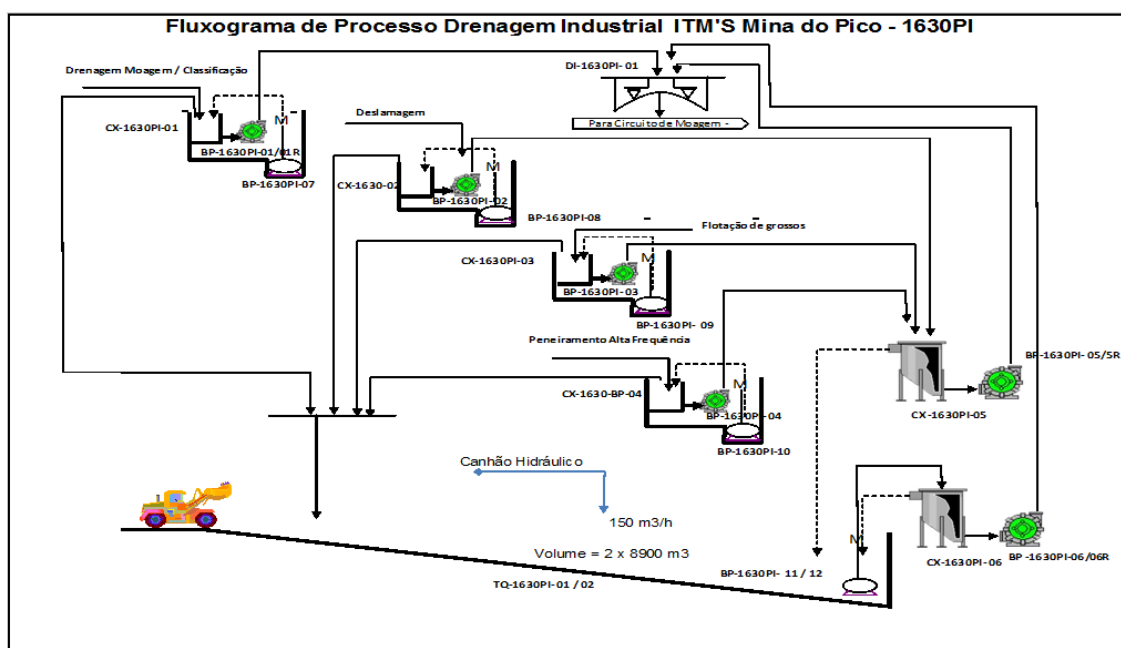 Fluxograma de Processo Drenagem Industrial ITM'S Mina do Pico - 1630PI
DI-1630PI-01
Drenagem Moagem / Classificação
CX-1630PI-01
M
BP-1630PI-01/01R
BP-1630PI-07
Para Circuito de Moagem -
Deslamagem
M
CX-1630-02
BP-1630PI-02
BP-1630PI-08
Flotação de grossos
CX-1630PI-03
M
BP-1630PI-03
BP-1630PI- 09
Peneiramento Alta Frequência
BP-1630PI- 05/5R
CX-1630-BP-04
M
BP-1630PI-04
CX-1630PI-05
BP-1630PI-10
Canhão Hidráulico
150 m3/h
M
Volume = 2 x 8900 m3
BP-1630PI- 11 / 12
CX-1630PI- 06
BP -1630PI-06/06R
TQ-1630PI-01 / 02